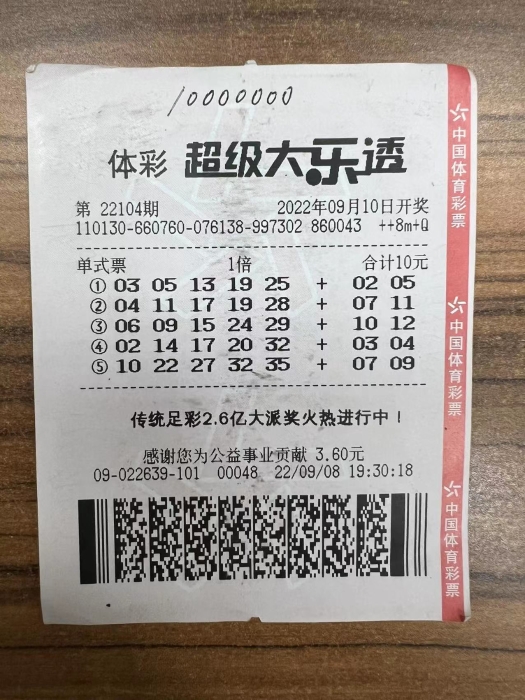 10000000
体彩 超级大乐透
第 22104期 2022年09月10日开奖
110130-660760-076138-997302 860043 ++8m+Q
单式票 1倍 合计10元
① 03 05 13 19 25 + 02 05
② 04 11 17 19 28 + 07 11
③ 06 09 15 24 29 + 10 12
④ 02 14 17 20 32 + 03 04
⑤ 10 22 27 32 35 + 07 09
传统足彩2.6亿大派奖火热进行中！
感谢您为公益事业贡献 3.60元
09-022639-101 00048 22/09/08 19:30:18
中国体育彩票
中国体育彩票
中国体育彩票